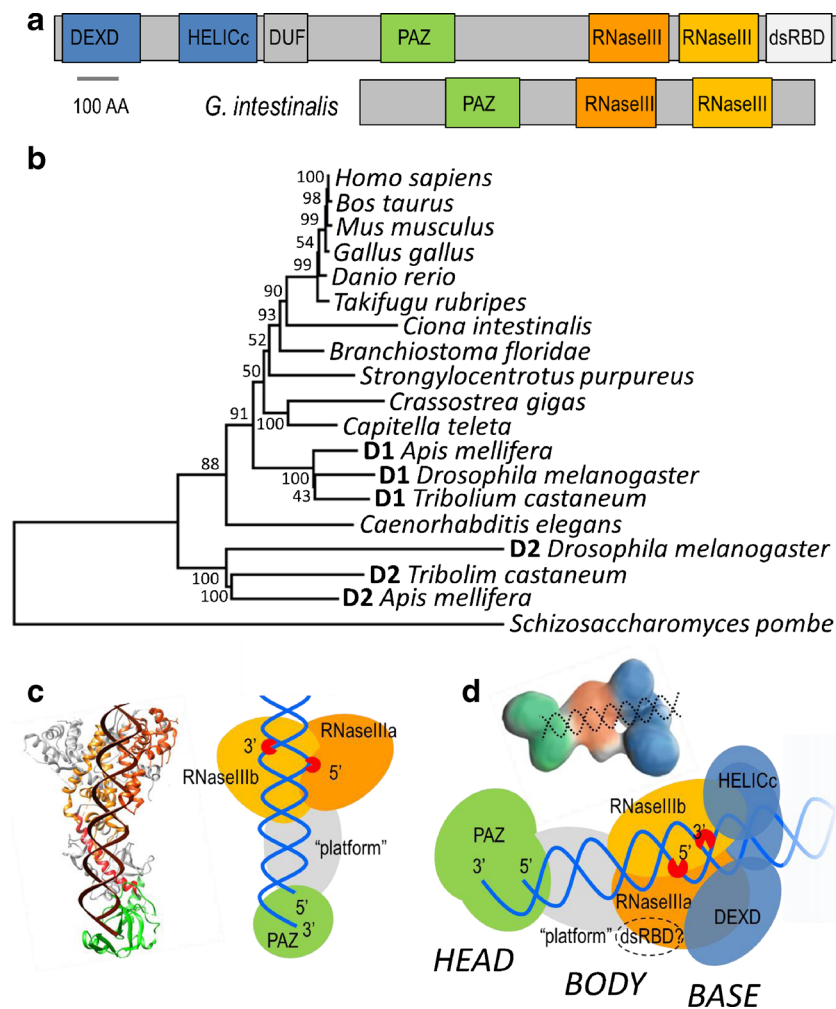 a
DEXD HELICc DUF PAZ RNaseIII RNaseIII dsRBD
100 AA
G. intestinalis PAZ RNaseIII RNaseIII
b
100 Homo sapiens
98 Bos taurus
99 Mus musculus
54 Gallus gallus
99 Danio rerio
Takifugu rubripes
90
93 Ciona intestinalis
52 Branchiostoma floridae
50 Strongylocentrotus purpureus
Crassostrea gigas
91 100 Capitella teleta
D1 Apis mellifera
88 100 D1 Drosophila melanogaster
43 D1 Tribolium castaneum
Caenorhabditis elegans
D2 Drosophila melanogaster
100 D2 Tribolim castaneum
100 D2 Apis mellifera
Schizosaccharomyces pombe
c
RNaseIIIa
3’
RNaseIIIb 5’
“platform”
5’
PAZ 3’
d
HELICc
RNaseIIIb
PAZ
3’
3’ 5’ 5’
RNaseIIIa
DEXD
“platform” dsRBD?
HEAD
BODY
BASE